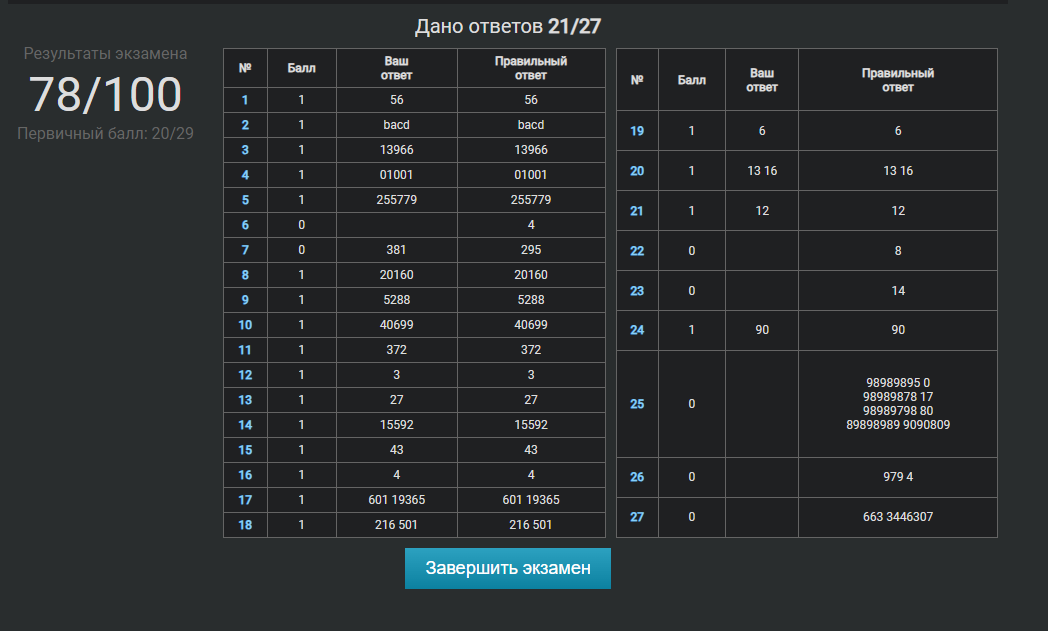 Дано ответов 21/27
Результаты экзамена
78/100
Первичный балл: 20/29
№ Балл Ваш ответ Правильный ответ
1 1 56 56
2 1 bacd bacd
3 1 13966 13966
4 1 01001 01001
5 1 255779 255779
6 0 4
7 0 381 295
8 1 20160 20160
9 1 5288 5288
10 1 40699 40699
11 1 372 372
12 1 3 3
13 1 27 27
14 1 15592 15592
15 1 43 43
16 1 4 4
17 1 601 19365 601 19365
18 1 216 501 216 501
№ Балл Ваш ответ Правильный ответ
19 1 6 6
20 1 13 16 13 16
21 1 12 12
22 0 8
23 0 14
24 1 90 90
25 0 98989895 0
98989878 17
98989798 80
89898989 9090809
26 0 979 4
27 0 663 3446307
Завершить экзамен